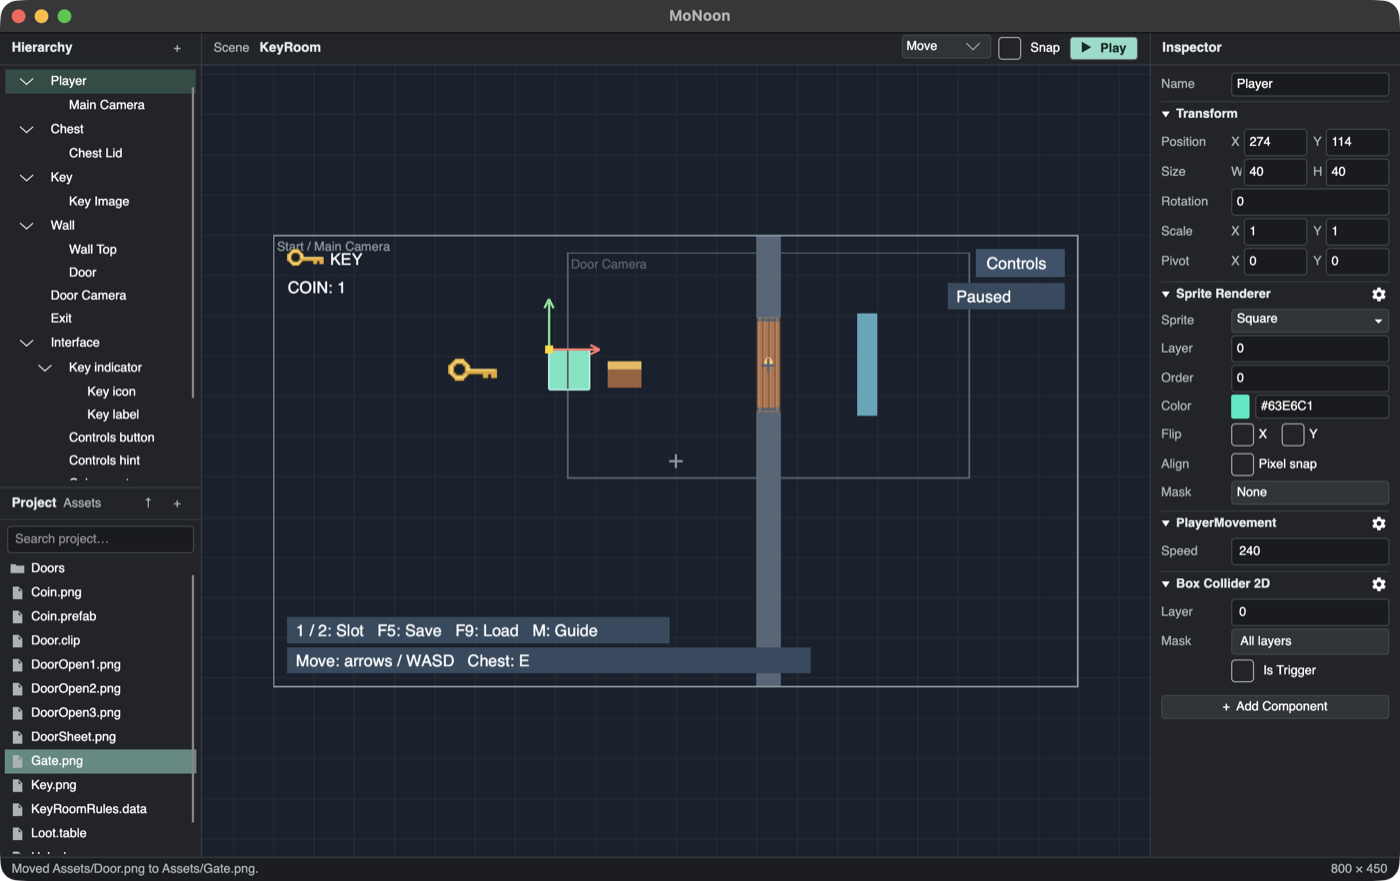 MoNoon
Hierarchy +
Player
Main Camera
Chest
Chest Lid
Key
Key Image
Wall
Wall Top
Door
Door Camera
Exit
Interface
Key indicator
Key icon
Key label
Controls button
Controls hint
Project Assets ↑ +
Search project…
Doors
Coin.png
Coin.prefab
Door.clip
DoorOpen1.png
DoorOpen2.png
DoorOpen3.png
DoorSheet.png
Gate.png
Key.png
KeyRoomRules.data
Loot.table
Scene KeyRoom
Move Snap Play
Start / Main Camera
KEY
COIN: 1
Door Camera
Controls
Paused
1 / 2: Slot F5: Save F9: Load M: Guide
Move: arrows / WASD Chest: E
Inspector
Name Player
Transform
Position X 274 Y 114
Size W 40 H 40
Rotation 0
Scale X 1 Y 1
Pivot X 0 Y 0
Sprite Renderer
Sprite Square
Layer 0
Order 0
Color #63E6C1
Flip X Y
Align Pixel snap
Mask None
PlayerMovement
Speed 240
Box Collider 2D
Layer 0
Mask All layers
Is Trigger
+ Add Component
Moved Assets/Door.png to Assets/Gate.png.
800 × 450